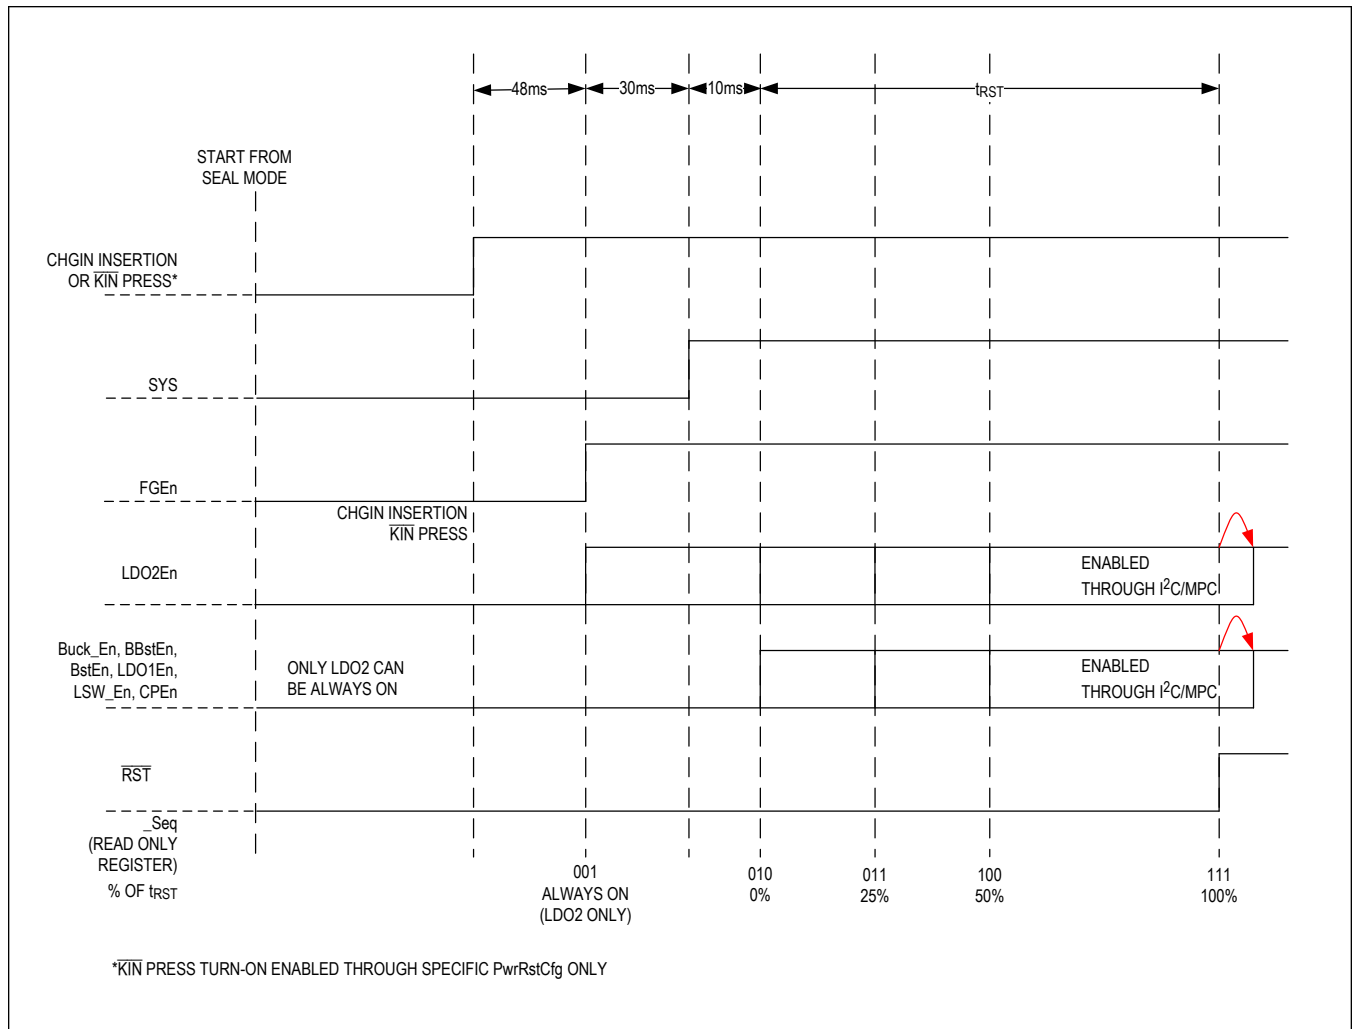 48ms
30ms
10ms
tRST
START FROM
SEAL MODE
CHGIN INSERTION
OR KIN PRESS*
SYS
FGEn
CHGIN INSERTION
KIN PRESS
LDO2En
ENABLED
THROUGH I2C/MPC
Buck_En, BBstEn,
BstEn, LDO1En,
LSW_En, CPEn
ONLY LDO2 CAN
BE ALWAYS ON
ENABLED
THROUGH I2C/MPC
RST
_Seq
(READ ONLY
REGISTER)
% OF tRST
001
ALWAYS ON
(LDO2 ONLY)
010
0%
011
25%
100
50%
111
100%
*KIN PRESS TURN-ON ENABLED THROUGH SPECIFIC PwrRstCfg ONLY